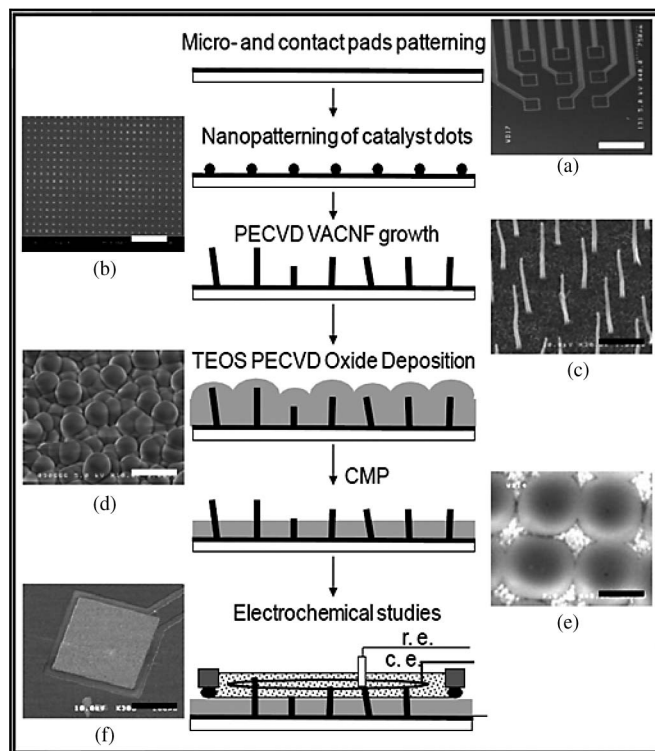 Micro- and contact pads patterning
(a)
Nanopatterning of catalyst dots
(b)
PECVD VACNF growth
(c)
TEOS PECVD Oxide Deposition
(d)
CMP
(e)
Electrochemical studies
r. e.
c. e.
(f)